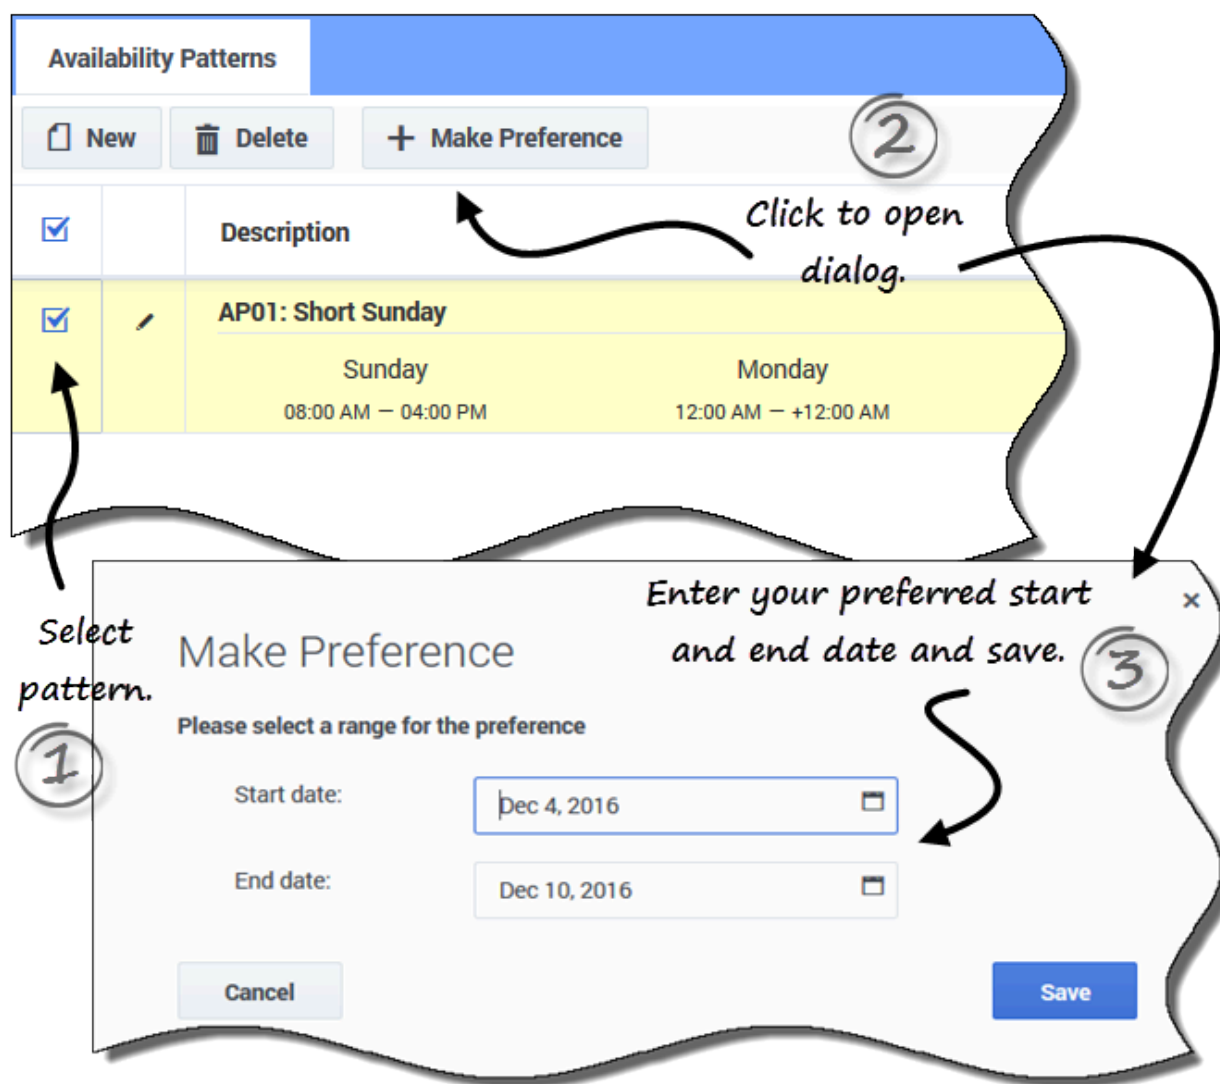 Availability Patterns
New Delete + Make Preference
2
Click to open
dialog.
Description
AP01: Short Sunday
Sunday Monday
08:00 AM — 04:00 PM 12:00 AM — +12:00 AM
Select
pattern.
1
Enter your preferred start
and end date and save.
3
×
Make Preference
Please select a range for the preference
Start date: Dec 4, 2016
End date: Dec 10, 2016
Cancel Save